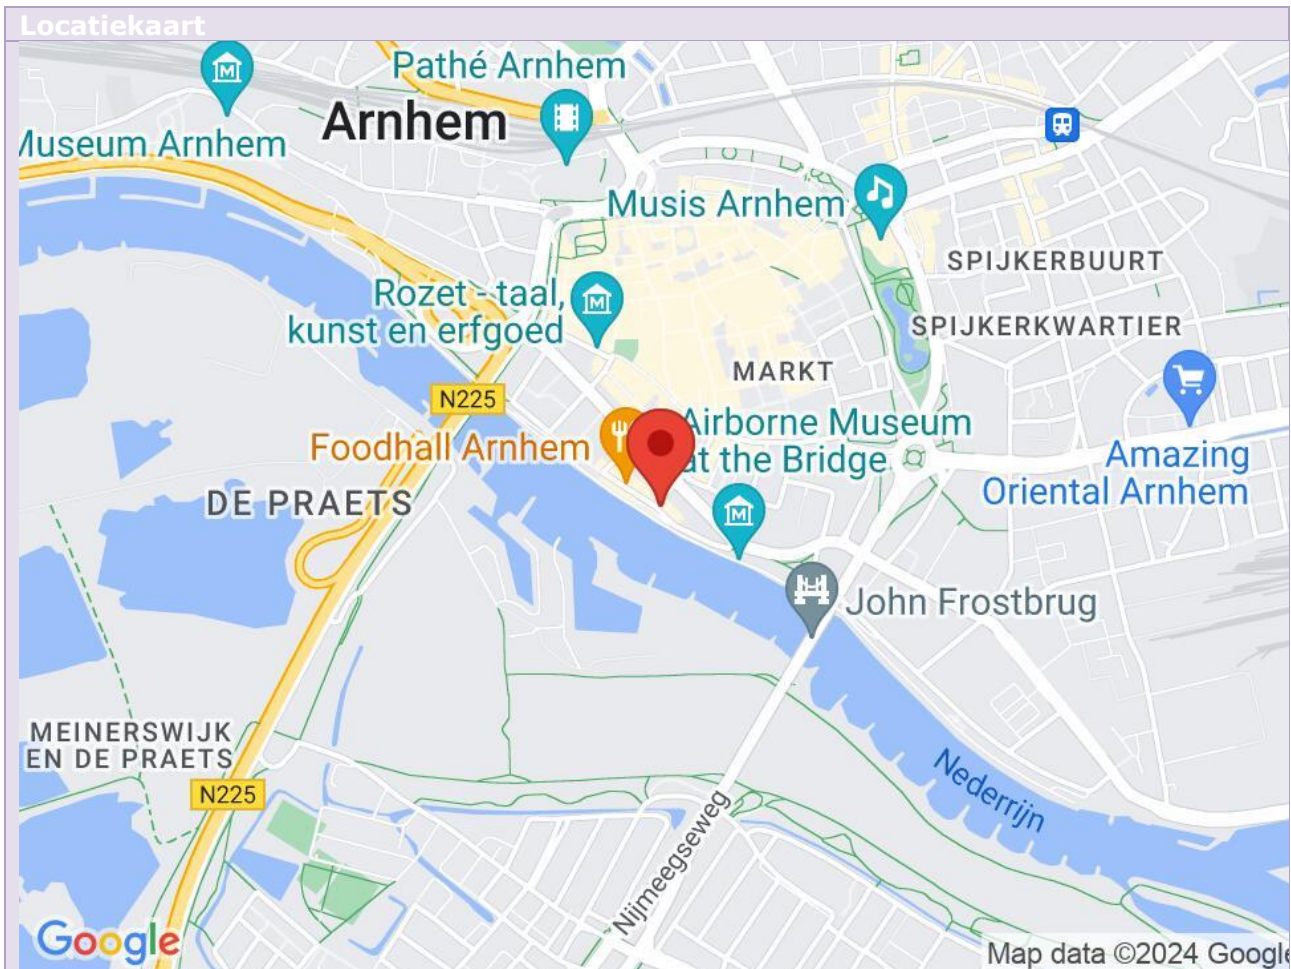 Locatiekaart
Pathé Arnhem
Arnhem
Museum Arnhem
Musis Arnhem
SPIJKERBUURT
Rozet - taal,
kunst en erfgoed
SPIJKERKWARTIER
MARKT
N225
Airborne Museum
at the Bridge
Foodhall Arnhem
Amazing
Oriental Arnhem
DE PRAETS
John Frostbrug
MEINERSWIJK
EN DE PRAETS
N225
Nederrijn
Nijmeegseweg
Google
Map data ©2024 Google